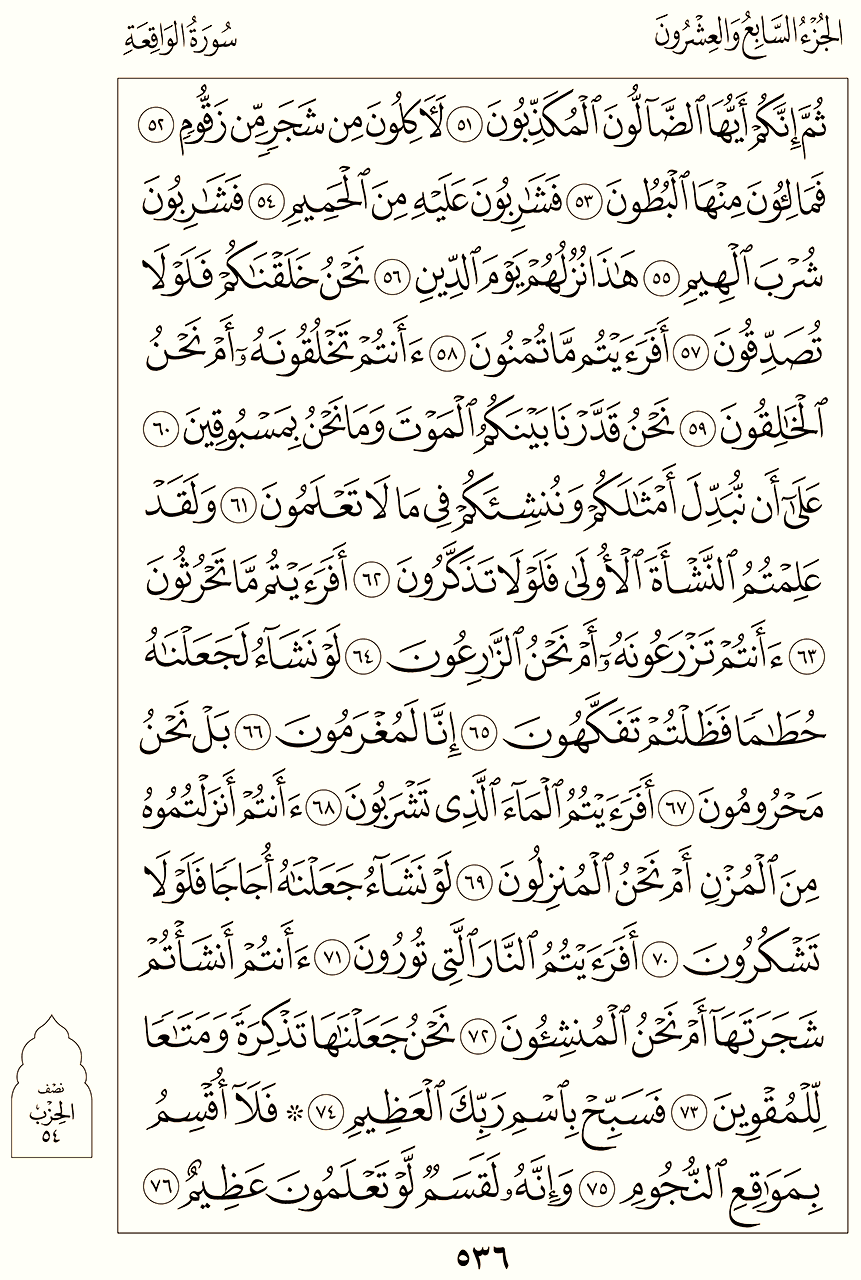 الجُزْءُ السَّابِعُ وَالعِشْرُونَ
سُورَةُ الوَاقِعَةِ
ثُمَّ إِنَّكُمْ أَيُّهَا ٱلضَّآلُّونَ ٱلْمُكَذِّبُونَ ٥١ لَـَٔاكِلُونَ مِن شَجَرٍ مِّن زَقُّومٍ ٥٢
فَمَالِـُٔونَ مِنْهَا ٱلْبُطُونَ ٥٣ فَشَٰرِبُونَ عَلَيْهِ مِنَ ٱلْحَمِيمِ ٥٤ فَشَٰرِبُونَ
شُرْبَ ٱلْهِيمِ ٥٥ هَٰذَا نُزُلُهُمْ يَوْمَ ٱلدِّينِ ٥٦ نَحْنُ خَلَقْنَٰكُمْ فَلَوْلَا
تُصَدِّقُونَ ٥٧ أَفَرَءَيْتُم مَّا تُمْنُونَ ٥٨ ءَأَنتُمْ تَخْلُقُونَهُۥٓ أَمْ نَحْنُ
ٱلْخَٰلِقُونَ ٥٩ نَحْنُ قَدَّرْنَا بَيْنَكُمُ ٱلْمَوْتَ وَمَا نَحْنُ بِمَسْبُوقِينَ ٦٠
عَلَىٰٓ أَن نُّبَدِّلَ أَمْثَٰلَكُمْ وَنُنشِئَكُمْ فِى مَا لَا تَعْلَمُونَ ٦١ وَلَقَدْ
عَلِمْتُمُ ٱلنَّشْأَةَ ٱلْأُولَىٰ فَلَوْلَا تَذَكَّرُونَ ٦٢ أَفَرَءَيْتُم مَّا تَحْرُثُونَ
٦٣ ءَأَنتُمْ تَزْرَعُونَهُۥٓ أَمْ نَحْنُ ٱلزَّٰرِعُونَ ٦٤ لَوْ نَشَآءُ لَجَعَلْنَٰهُ
حُطَٰمًا فَظَلْتُمْ تَفَكَّهُونَ ٦٥ إِنَّا لَمُغْرَمُونَ ٦٦ بَلْ نَحْنُ
مَحْرُومُونَ ٦٧ أَفَرَءَيْتُمُ ٱلْمَآءَ ٱلَّذِى تَشْرَبُونَ ٦٨ ءَأَنتُمْ أَنزَلْتُمُوهُ
مِنَ ٱلْمُزْنِ أَمْ نَحْنُ ٱلْمُنزِلُونَ ٦٩ لَوْ نَشَآءُ جَعَلْنَٰهُ أُجَاجًا فَلَوْلَا
تَشْكُرُونَ ٧٠ أَفَرَءَيْتُمُ ٱلنَّارَ ٱلَّتِى تُورُونَ ٧١ ءَأَنتُمْ أَنشَأْتُمْ
شَجَرَتَهَآ أَمْ نَحْنُ ٱلْمُنشِـُٔونَ ٧٢ نَحْنُ جَعَلْنَٰهَا تَذْكِرَةً وَمَتَٰعًا
لِّلْمُقْوِينَ ٧٣ فَسَبِّحْ بِٱسْمِ رَبِّكَ ٱلْعَظِيمِ ٧٤ ۞ فَلَآ أُقْسِمُ
بِمَوَٰقِعِ ٱلنُّجُومِ ٧٥ وَإِنَّهُۥ لَقَسَمٌ لَّوْ تَعْلَمُونَ عَظِيمٌ ٧٦
نصْف
الحِزْب
٥٤
٥٣٦